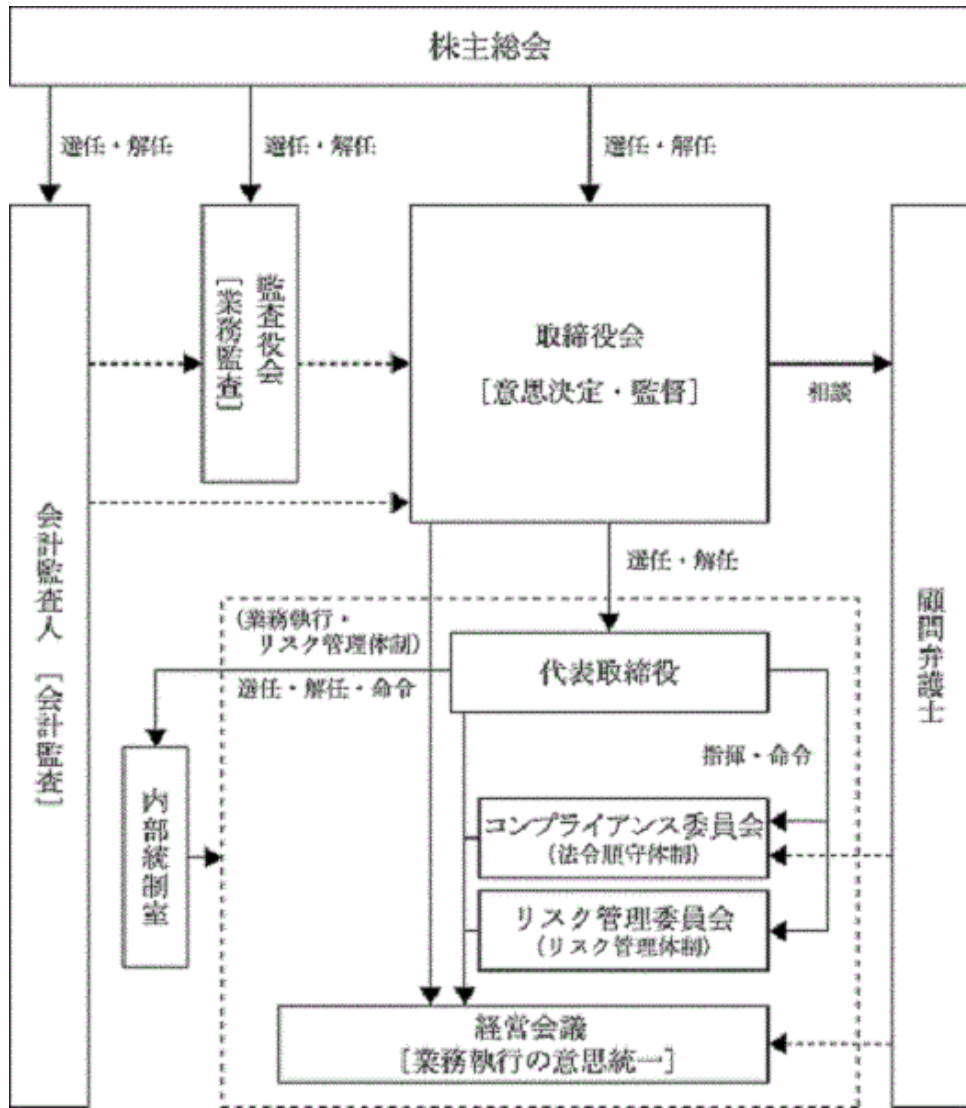 株主総会
選任・解任
選任・解任
選任・解任
監査役会
[業務監査]
取締役会
[意思決定・監督]
相談
会計監査人 [会計監査]
選任・解任
顧問弁護士
(業務執行・
リスク管理体制)
代表取締役
選任・解任・命令
指揮・命令
内部統制室
コンプライアンス委員会
(法令順守体制)
リスク管理委員会
(リスク管理体制)
経営会議
[業務執行の意思統一]